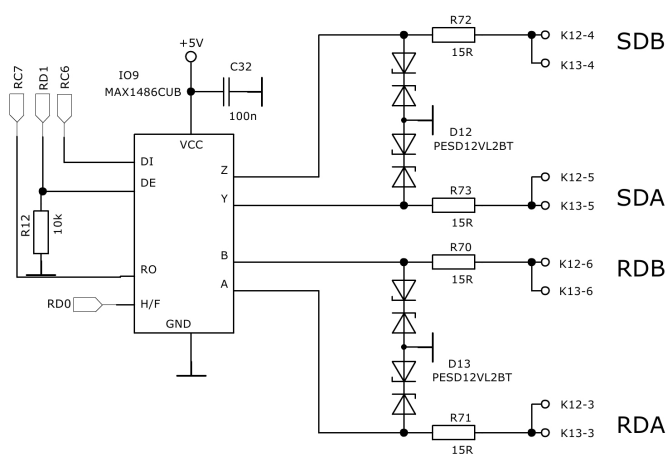 R72
15R
K12-4
K13-4
SDB
+5V
IO9
MAX1486CUB
C32
100n
RC7
RD1
RC6
VCC
DI
DE
Z
Y
D12
PESD12VL2BT
R73
15R
K12-5
K13-5
SDA
R12
10k
RO
H/F
RD0
B
A
GND
R70
15R
K12-6
K13-6
RDB
D13
PESD12VL2BT
R71
15R
K12-3
K13-3
RDA